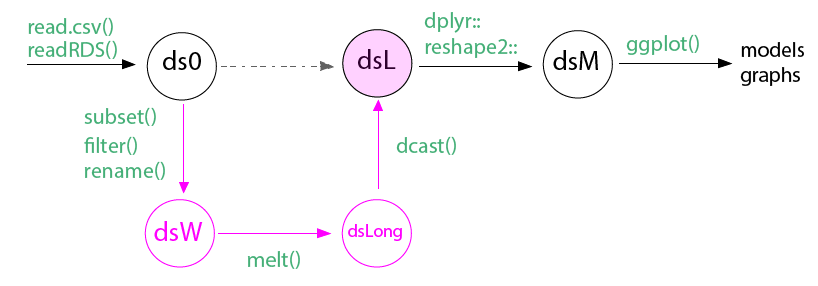 read.csv()
readRDS()
ds0
dsL
dplyr::
reshape2::
dsM
ggplot()
models
graphs
subset()
filter()
rename()
dcast()
dsW
melt()
dsLong